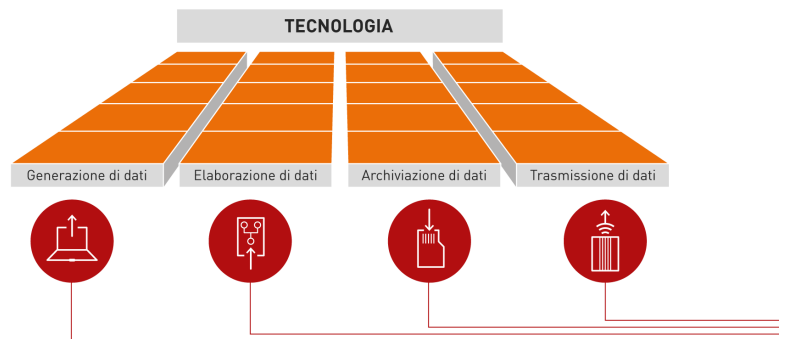 TECNOLOGIA
Generazione di dati
Elaborazione di dati
Archiviazione di dati
Trasmissione di dati